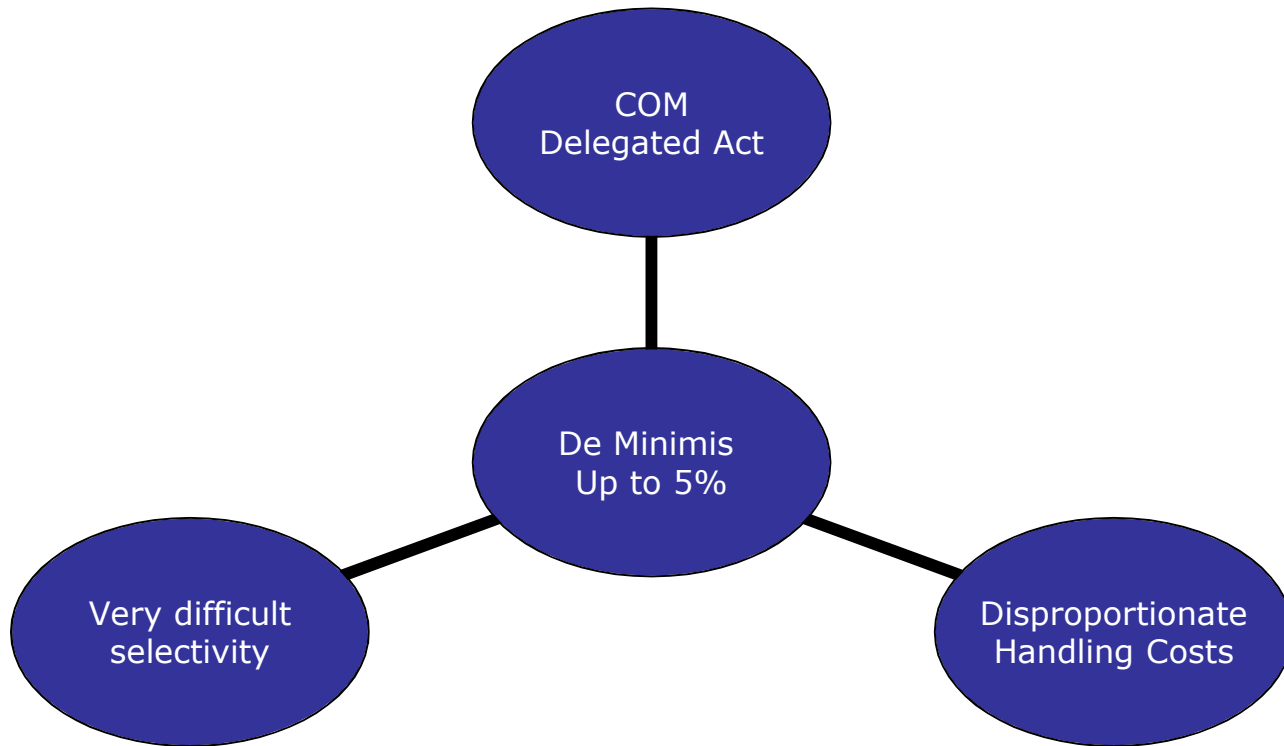 COM
Delegated Act
De Minimis
Up to 5%
Very difficult
selectivity
Disproportionate
Handling Costs